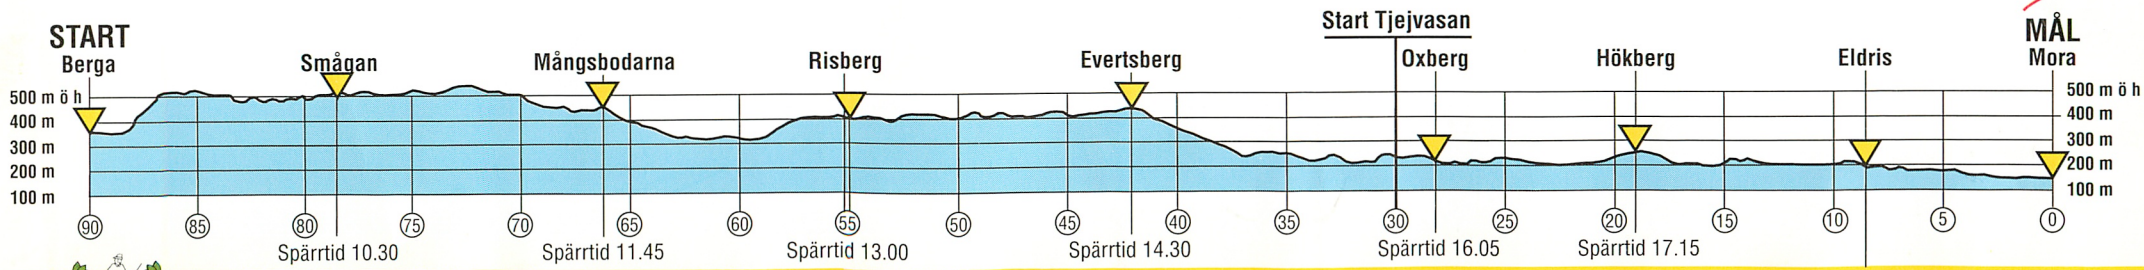 START
Berga
Smågan
Mångsbodarna
Risberg
Evertsberg
Start Tjejvasan
Oxberg
Hökberg
Eldris
MÅL
Mora
500 m ö h
400 m
300 m
200 m
100 m
500 m ö h
400 m
300 m
200 m
100 m
90 85 80 75 70 65 60 55 50 45 40 35 30 25 20 15 10 5 0
Spärrtid 10.30
Spärrtid 11.45
Spärrtid 13.00
Spärrtid 14.30
Spärrtid 16.05
Spärrtid 17.15